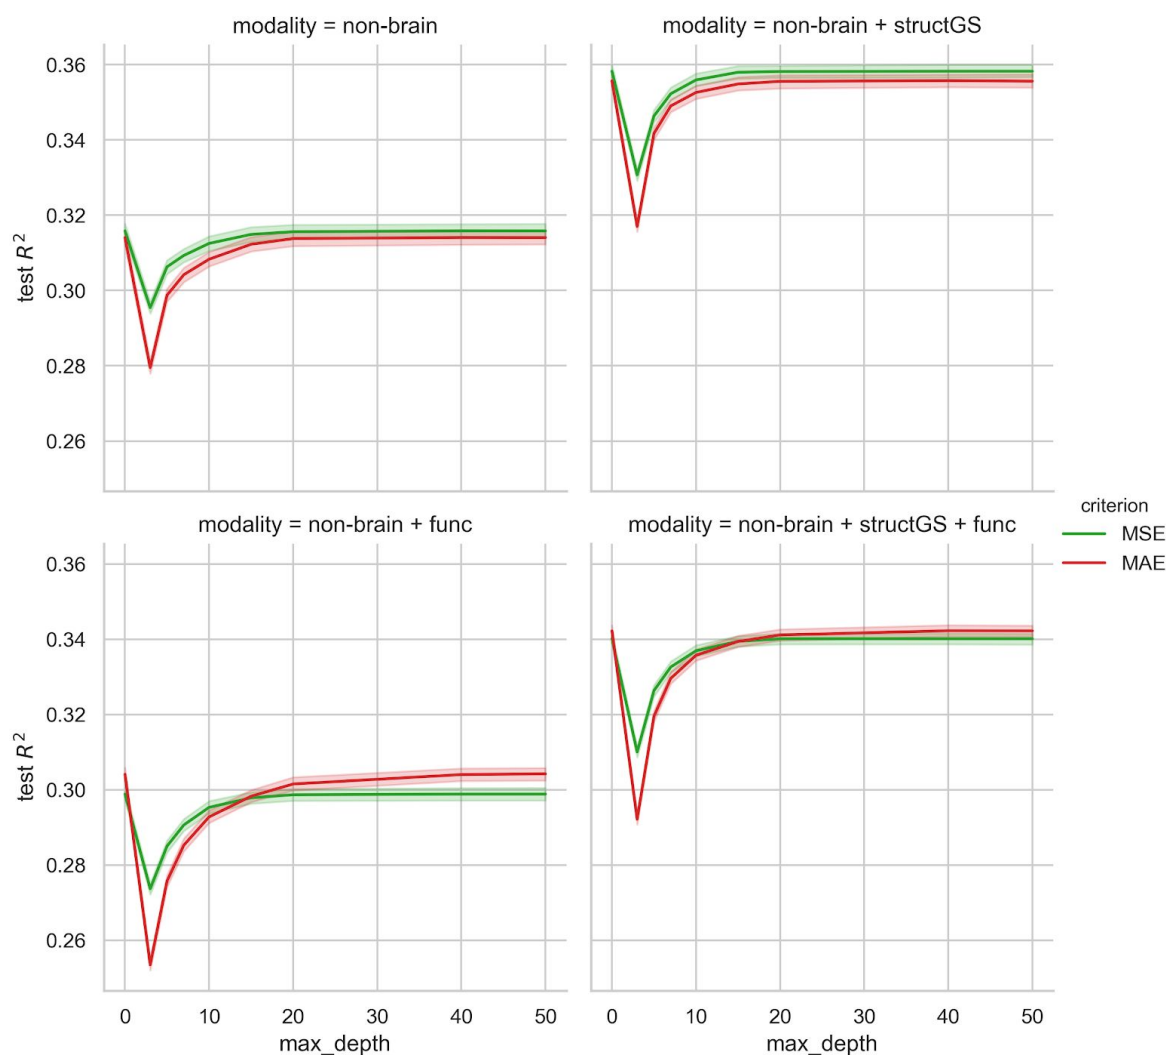 modality = non-brain
modality = non-brain + structGS
0.36
0.34
0.32
0.30
0.28
0.26
test R²
modality = non-brain + func
modality = non-brain + structGS + func
criterion
MSE
MAE
0.36
0.34
0.32
0.30
0.28
0.26
test R²
0 10 20 30 40 50
0 10 20 30 40 50
max_depth
max_depth